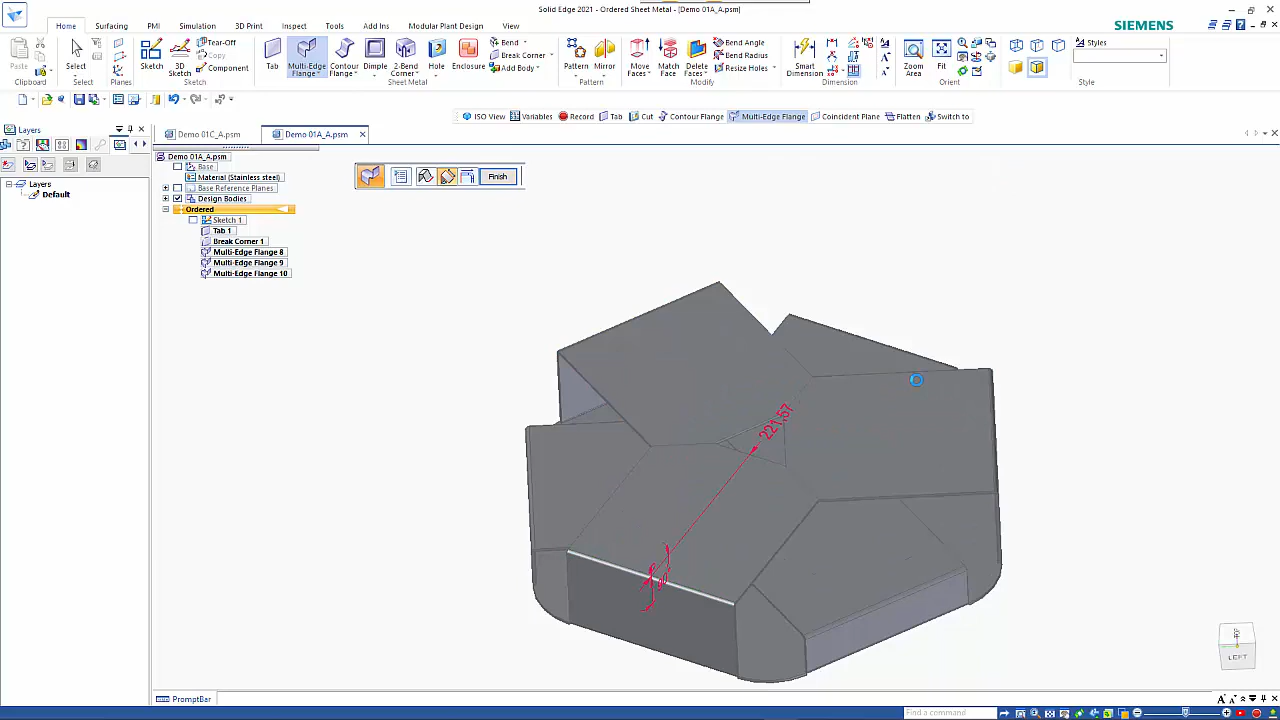 Solid Edge 2021 - Ordered Sheet Metal - [Demo 01A_A.psm]
Home Surfacing PMI Simulation 3D Print Inspect Tools Add Ins Modular Plant Design View
SIEMENS
Paste Cut Copy Clipboard
Select Select
Planes
Sketch 3D Sketch Tear-Off Copy Component Sketch
Tab Multi-Edge Flange Contour Flange Dimple 2-Bend Corner Hole Enclosure Bend Break Corner Add Body Sheet Metal
Pattern Mirror Pattern
Move Faces Match Face Delete Faces Bend Angle Bend Radius Resize Holes Modify
Smart Dimension Dimension
Zoom Area Fit Orient
Styles Style
ISO View Variables Record Tab Cut Contour Flange Multi-Edge Flange Coincident Plane Flatten Switch to
Layers
Demo 01C_A.psm Demo 01A_A.psm
Demo 01A_A.psm
Base
Material (Stainless steel)
Base Reference Planes
Design Bodies
Ordered
Sketch 1
Tab 1
Break Corner 1
Multi-Edge Flange 8
Multi-Edge Flange 9
Multi-Edge Flange 10
Layers
Default
Finish
221,57
LEFT
PromptBar
Find a command